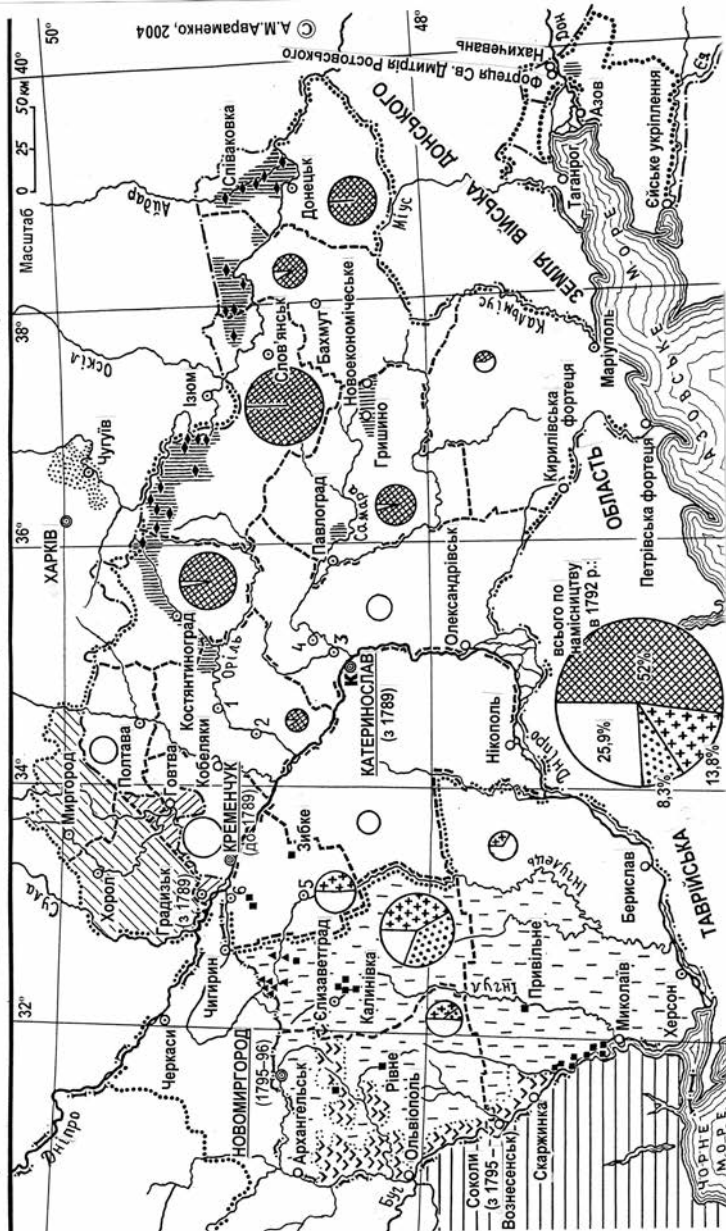 32°
34°
36°
38°
40°
50°
48°
Масштаб
0 25 50 км
© А.М.Авраменко, 2004
Дніпро
Сула
Миргород
Хорол
Полтава
Говтва
Градизьк
(з 1789)
Кобеляки
КРЕМЕНЧУК
(до 1789)
Черкаси
Чигирин
6
НОВОМИРГОРОД
(1795–96)
Архангельськ
Єлизаветград
Калинівка
5
Зибке
Рівне
Ольвіополь
Буг
Соколи
(з 1795 –
Вознесенськ)
Скаржинка
Привільне
Інгул
Інгулець
Миколаїв
Херсон
Берислав
ЧОРНЕ
МОРЕ
ТАВРІЙСЬКА
ОБЛАСТЬ
ХАРКІВ
Чугуїв
Оскіл
Ізюм
Костянтиноград
Оріль
1
2
3
4
КАТЕРИНОСЛАВ
(з 1789)
Павлоград
Самара
Олександрівськ
Нікополь
Дніпро
Айдар
Співаковка
Слов'янськ
Бахмут
Донецьк
Новоекономічеське
Гришино
Міус
Кальміус
ЗЕМЛЯ ВІЙСЬКА ДОНСЬКОГО
Кирилівська
фортеця
Маріуполь
Петрівська фортеця
АЗОВСЬКЕ МОРЕ
Таганрог
Фортеця Св. Дмитрія Ростовського
Нахичевань
Дон
Азов
Єйське укріплення
Єя
всього по
намісництву
в 1792 р.:
52%
25,9%
8,3%
13,8%